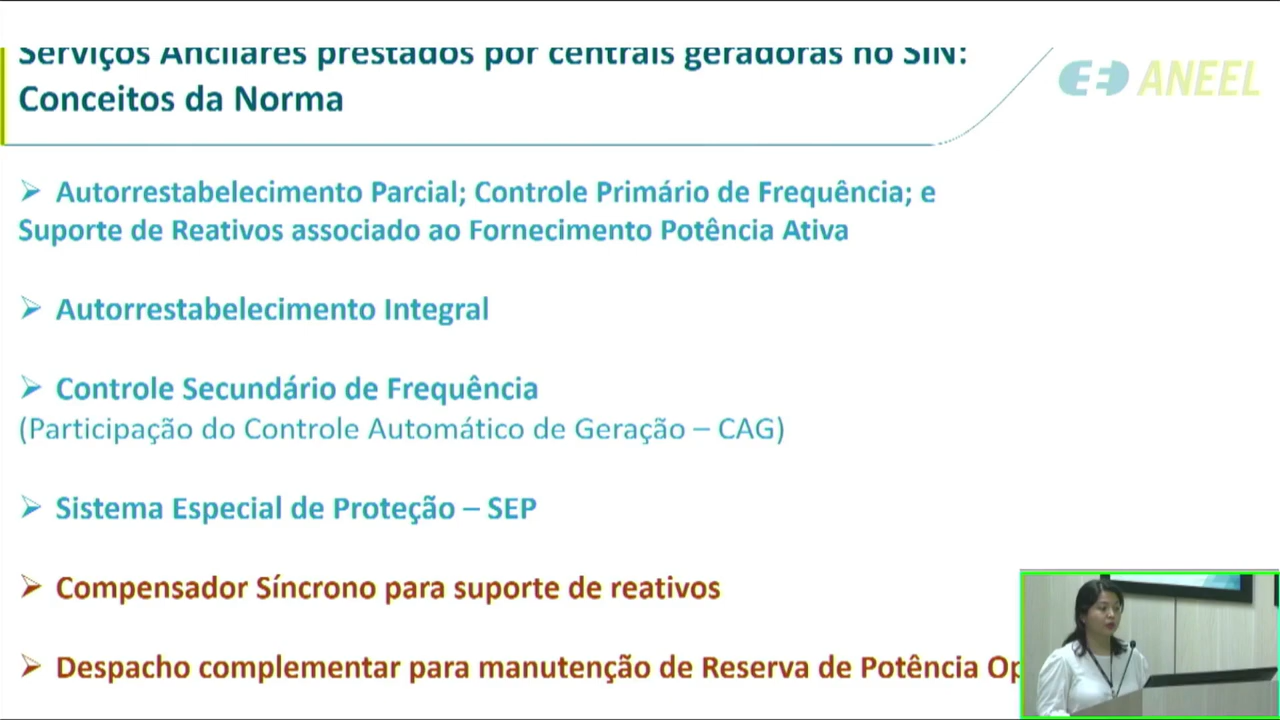 Serviços Ancilares prestados por centrais geradoras no SIN:
Conceitos da Norma
ANEEL
➢ Autorrestabelecimento Parcial; Controle Primário de Frequência; e
Suporte de Reativos associado ao Fornecimento Potência Ativa
➢ Autorrestabelecimento Integral
➢ Controle Secundário de Frequência
(Participação do Controle Automático de Geração – CAG)
➢ Sistema Especial de Proteção – SEP
➢ Compensador Síncrono para suporte de reativos
➢ Despacho complementar para manutenção de Reserva de Potência Op